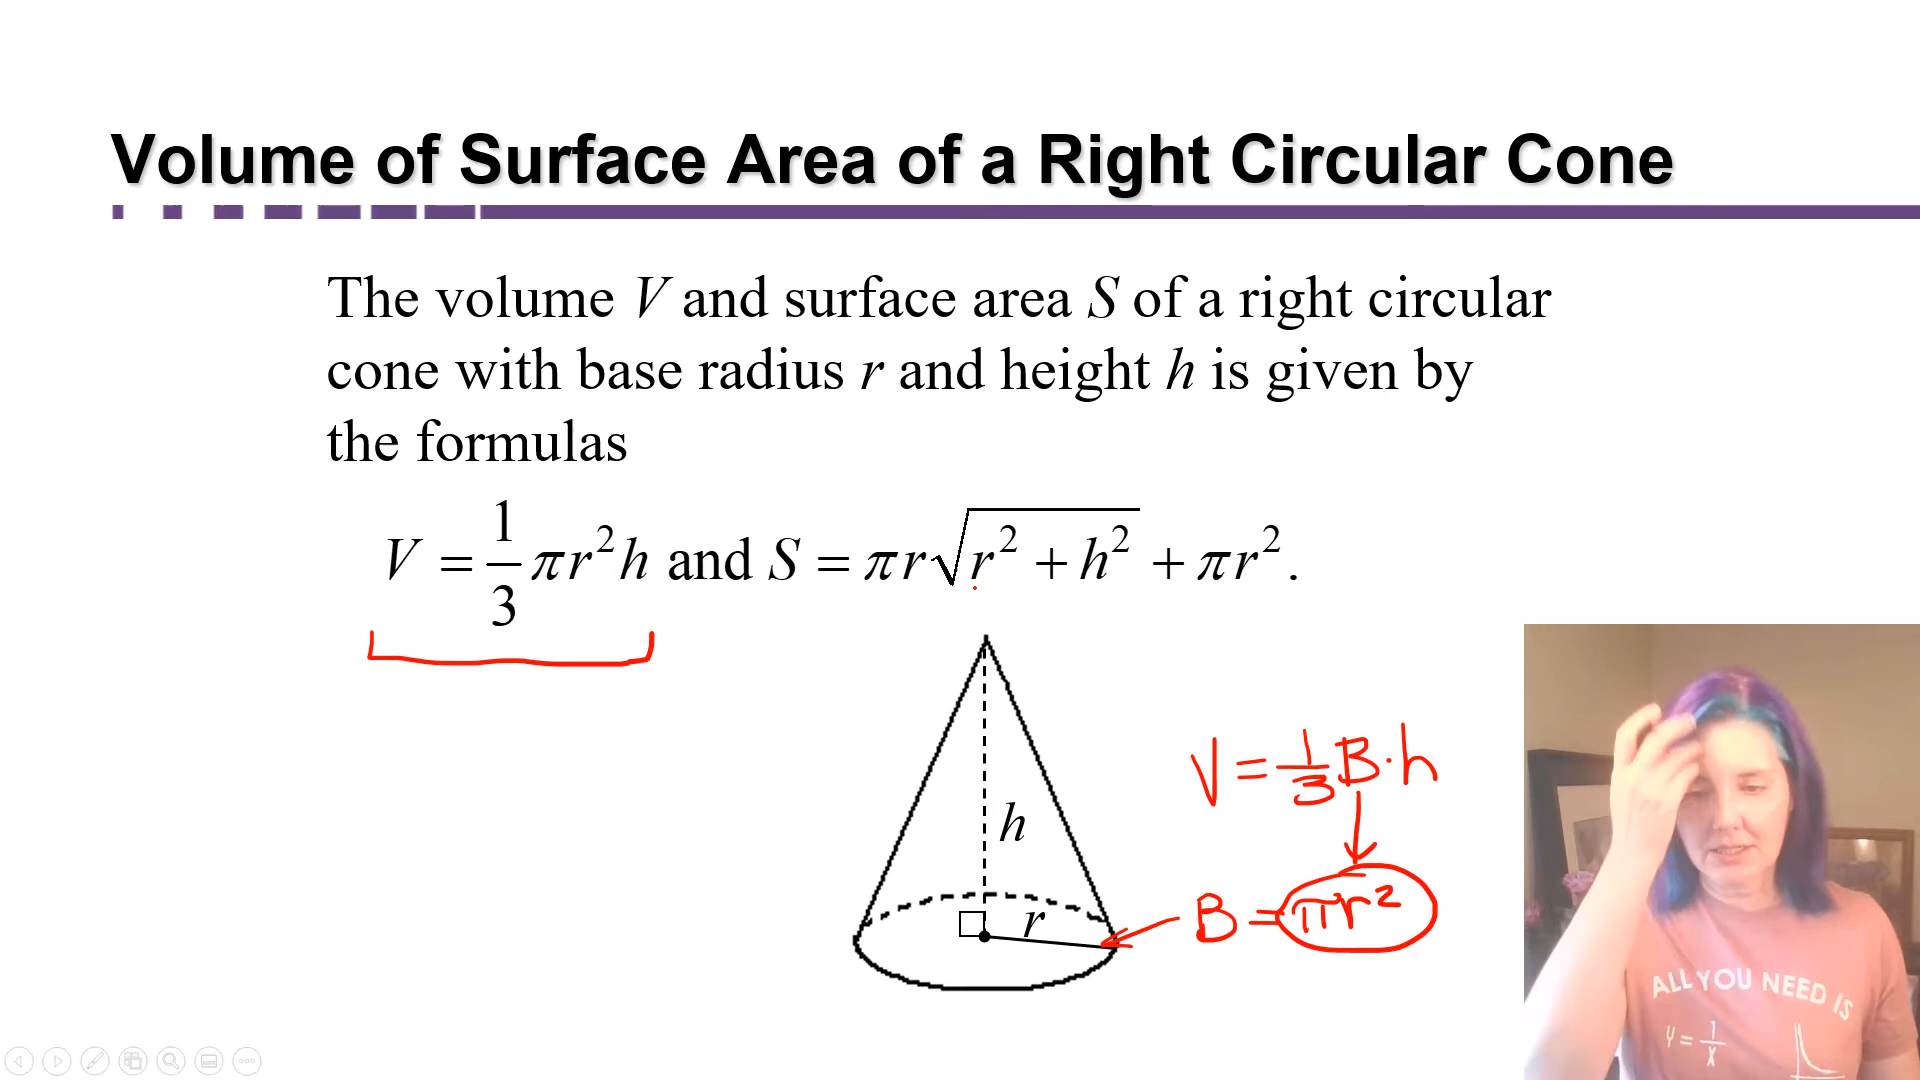 Volume of Surface Area of a Right Circular Cone
The volume V and surface area S of a right circular
cone with base radius r and height h is given by
the formulas
V = 1/3 πr²h and S = πr√(r² + h²) + πr².
h
r
V = 1/3 B·h
B = πr²
ALL YOU NEED IS
y = 1/x